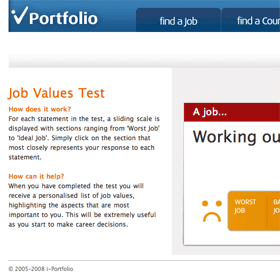 Portfolio
find a Job
find a Cour
Job Values Test
How does it work?
For each statement in the test, a sliding scale is
displayed with sections ranging from 'Worst Job'
to 'Ideal Job'. Simply click on the section that
most closely represents your response to each
statement.
How can it help?
When you have completed the test you will
receive a personalised list of job values,
highlighting the aspects that are most
important to you. This will be extremely useful
as you start to make career decisions.
A job...
Working ou
WORST
JOB
BA
JO
© 2005-2008 i-Portfolio